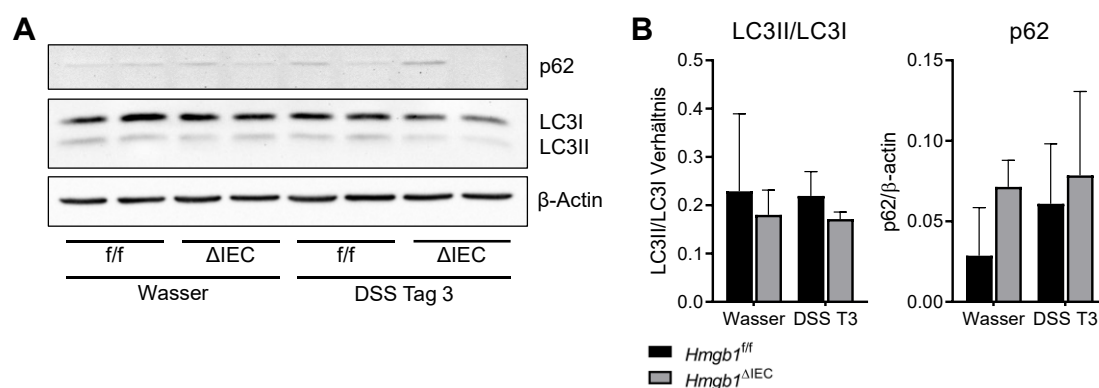 A
p62
LC3I
LC3II
β-Actin
f/f ΔIEC f/f ΔIEC
Wasser DSS Tag 3
B
LC3II/LC3I
LC3II/LC3I Verhältnis
0.5
0.4
0.3
0.2
0.1
0.0
Wasser DSS T3
p62
p62/β-actin
0.15
0.10
0.05
0.00
Wasser DSS T3
Hmgb1f/f
Hmgb1ΔIEC